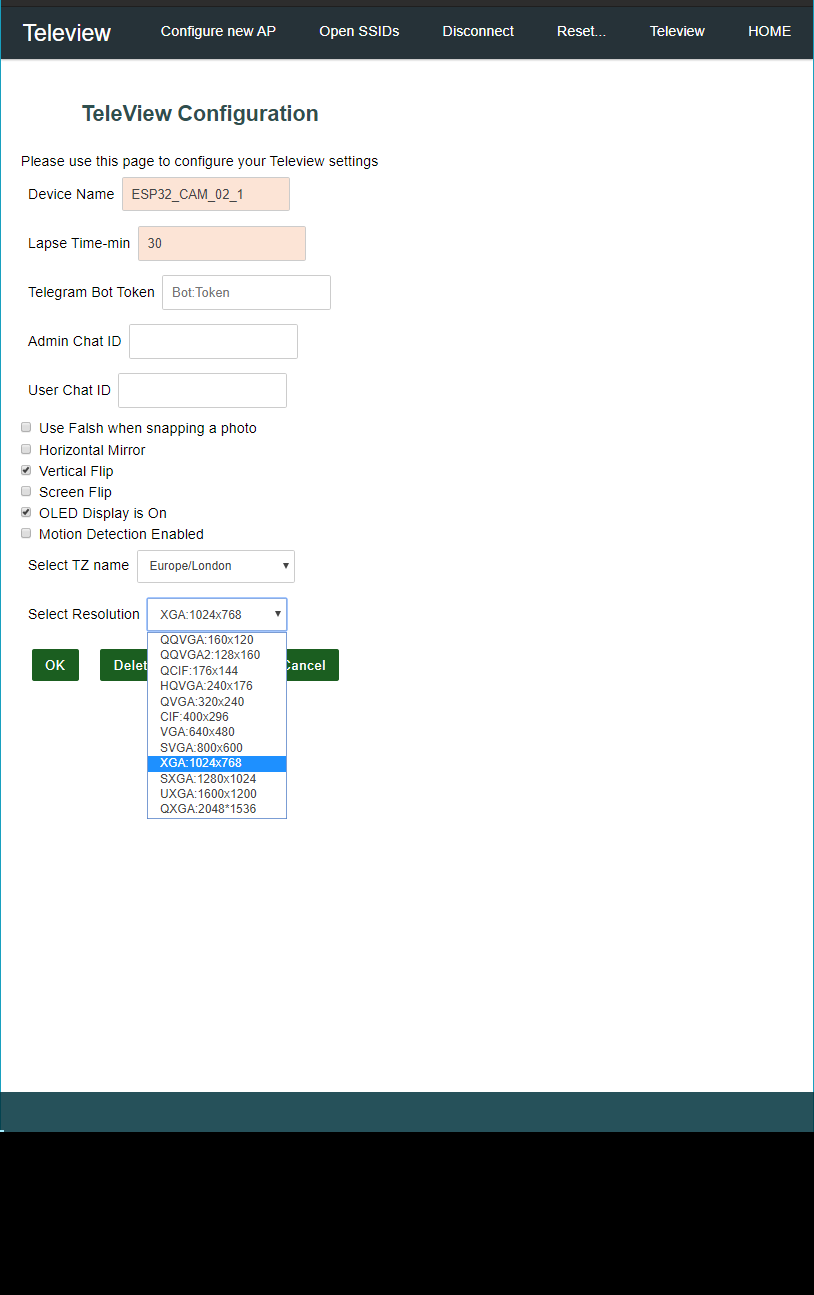 Teleview Configure new AP Open SSIDs Disconnect Reset... Teleview HOME
TeleView Configuration
Please use this page to configure your Teleview settings
Device Name ESP32_CAM_02_1
Lapse Time-min 30
Telegram Bot Token Bot:Token
Admin Chat ID
User Chat ID
Use Falsh when snapping a photo
Horizontal Mirror
Vertical Flip
Screen Flip
OLED Display is On
Motion Detection Enabled
Select TZ name Europe/London
Select Resolution XGA:1024x768
OK Delet Cancel
QQVGA:160x120
QQVGA2:128x160
QCIF:176x144
HQVGA:240x176
QVGA:320x240
CIF:400x296
VGA:640x480
SVGA:800x600
XGA:1024x768
SXGA:1280x1024
UXGA:1600x1200
QXGA:2048*1536